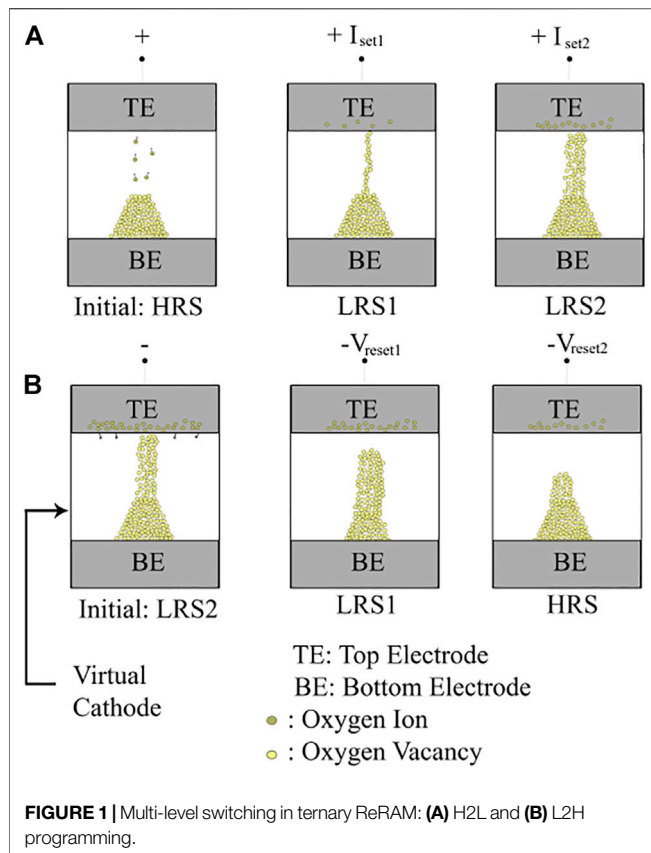 A
+ + I_set1 + I_set2
TE TE TE
BE BE BE
Initial: HRS LRS1 LRS2
B
- -V_reset1 -V_reset2
TE TE TE
BE BE BE
Initial: LRS2 LRS1 HRS
Virtual
Cathode
TE: Top Electrode
BE: Bottom Electrode
: Oxygen Ion
: Oxygen Vacancy
FIGURE 1 | Multi-level switching in ternary ReRAM: (A) H2L and (B) L2H
programming.